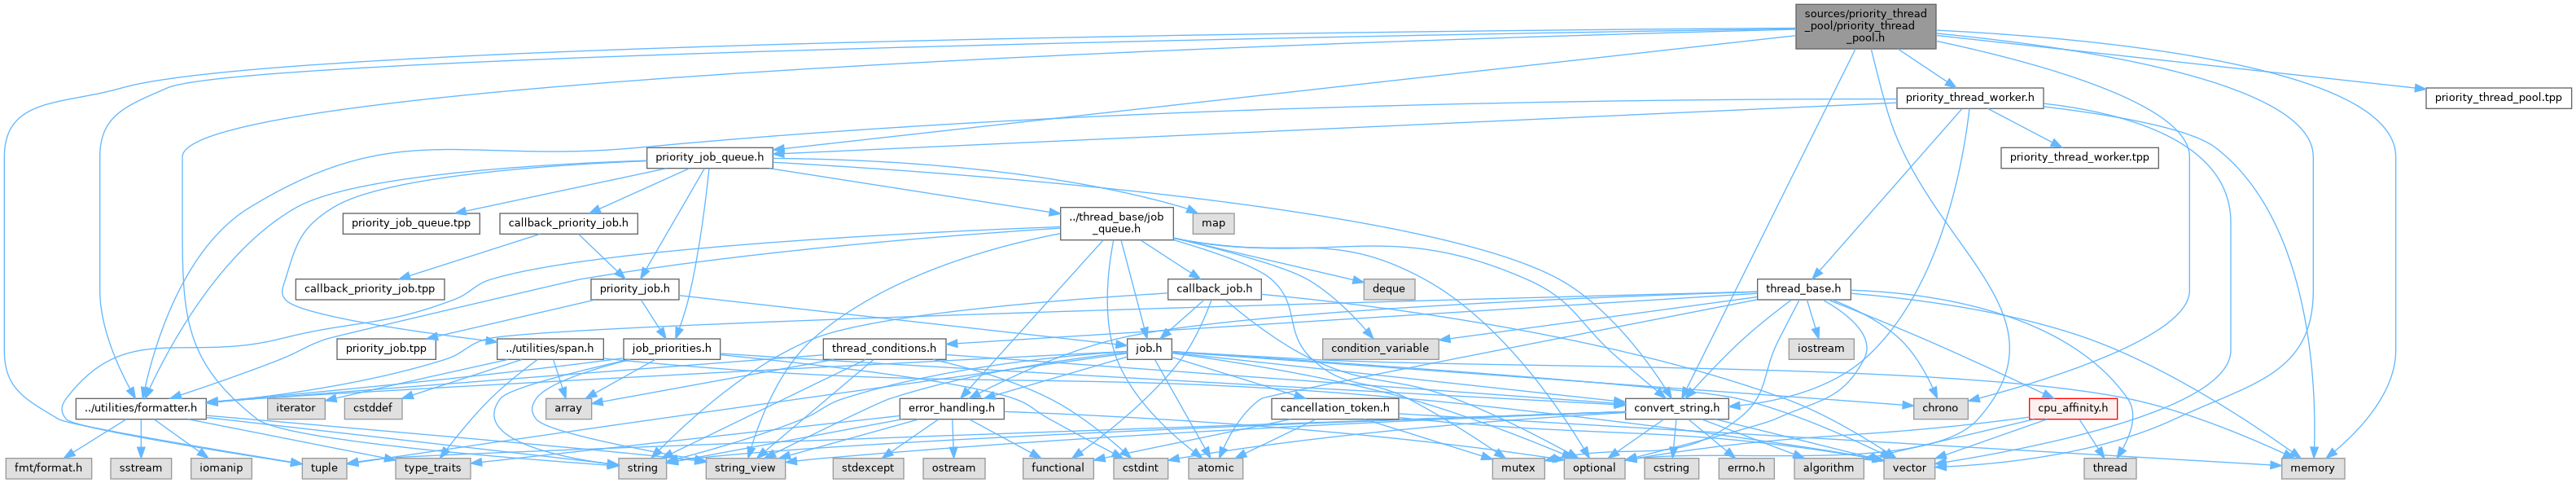 sources/priority_thread
_pool/priority_thread
_pool.h
priority_thread_worker.h
priority_thread_pool.tpp
priority_job_queue.h
priority_thread_worker.tpp
priority_job_queue.tpp
callback_priority_job.h
../thread_base/job
_queue.h
map
callback_priority_job.tpp
priority_job.h
callback_job.h
deque
thread_base.h
priority_job.tpp
../utilities/span.h
job_priorities.h
thread_conditions.h
job.h
condition_variable
iostream
../utilities/formatter.h
iterator
cstddef
array
error_handling.h
cancellation_token.h
convert_string.h
chrono
cpu_affinity.h
fmt/format.h
sstream
iomanip
tuple
type_traits
string
string_view
stdexcept
ostream
functional
cstdint
atomic
mutex
optional
cstring
errno.h
algorithm
vector
thread
memory